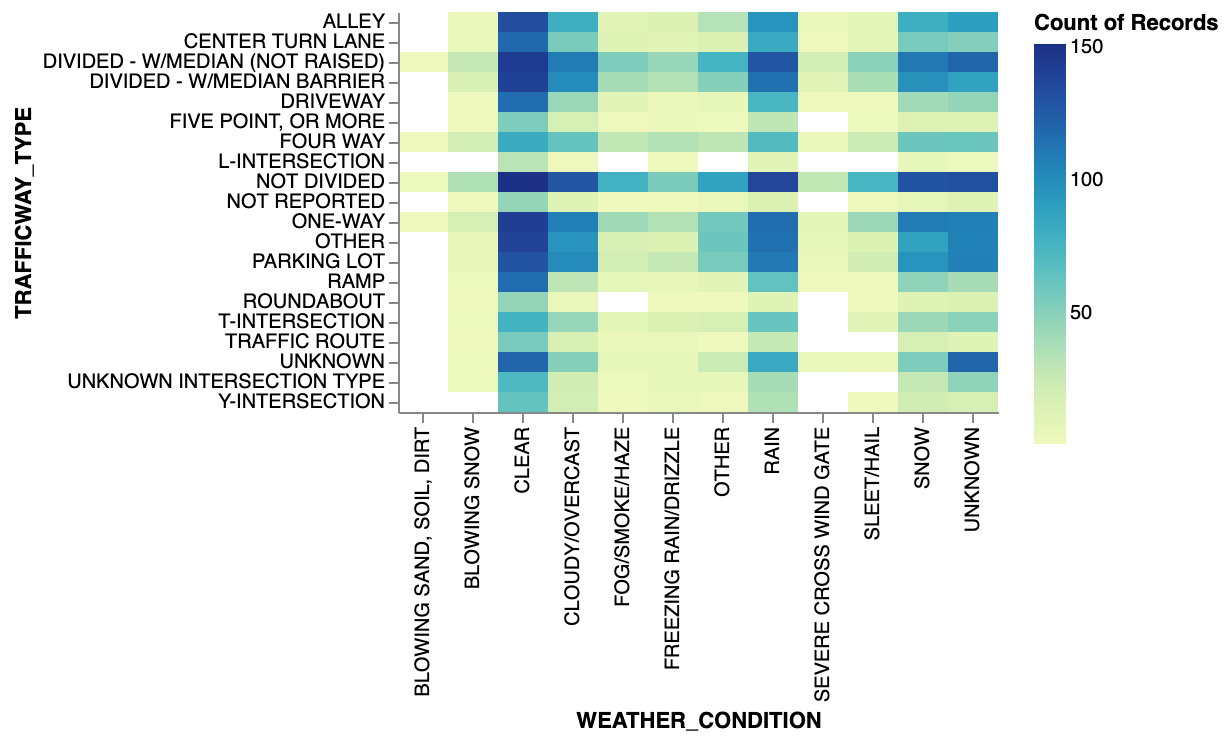 TRAFFICWAY_TYPE
ALLEY
CENTER TURN LANE
DIVIDED - W/MEDIAN (NOT RAISED)
DIVIDED - W/MEDIAN BARRIER
DRIVEWAY
FIVE POINT, OR MORE
FOUR WAY
L-INTERSECTION
NOT DIVIDED
NOT REPORTED
ONE-WAY
OTHER
PARKING LOT
RAMP
ROUNDABOUT
T-INTERSECTION
TRAFFIC ROUTE
UNKNOWN
UNKNOWN INTERSECTION TYPE
Y-INTERSECTION
BLOWING SAND, SOIL, DIRT
BLOWING SNOW
CLEAR
CLOUDY/OVERCAST
FOG/SMOKE/HAZE
FREEZING RAIN/DRIZZLE
OTHER
RAIN
SEVERE CROSS WIND GATE
SLEET/HAIL
SNOW
UNKNOWN
WEATHER_CONDITION
Count of Records
150
100
50